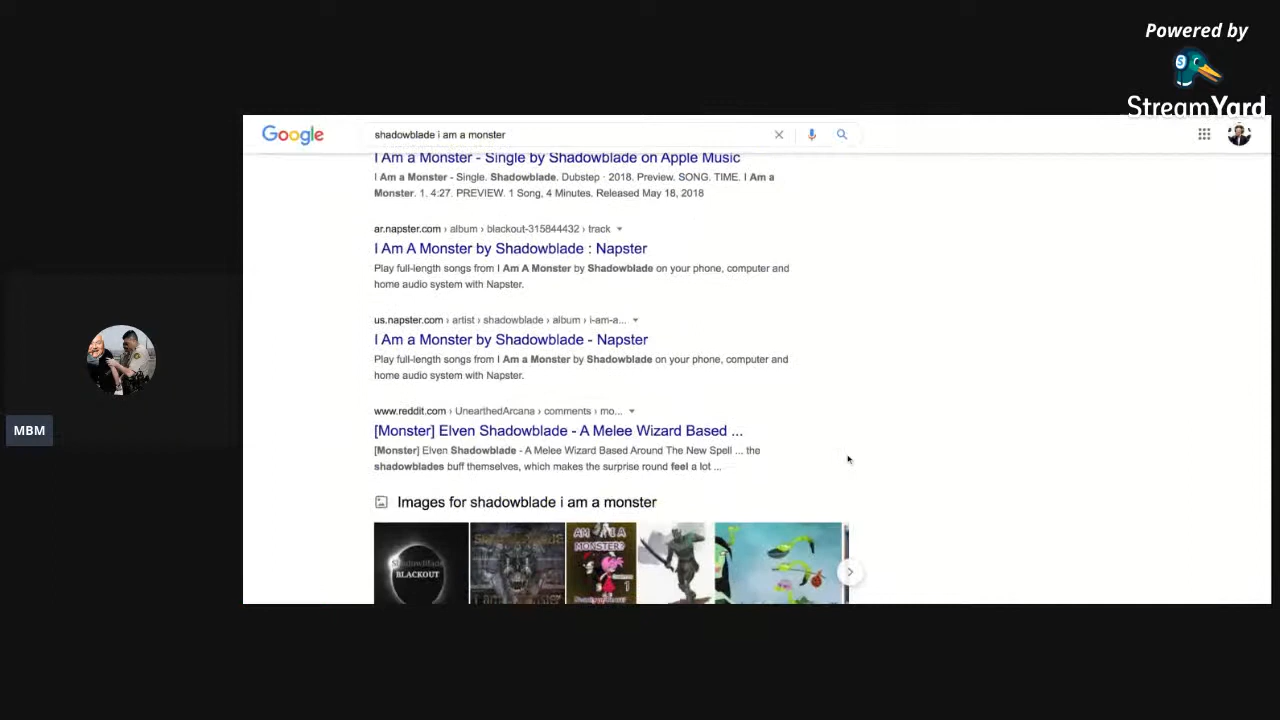 Powered by
StreamYard
Google
shadowblade i am a monster
I Am a Monster - Single by Shadowblade on Apple Music
I Am a Monster - Single. Shadowblade. Dubstep · 2018. Preview. SONG. TIME. I Am a
Monster. 1. 4:27. PREVIEW. 1 Song, 4 Minutes. Released May 18, 2018
ar.napster.com › album › blackout-315844432 › track
I Am A Monster by Shadowblade : Napster
Play full-length songs from I Am A Monster by Shadowblade on your phone, computer and
home audio system with Napster.
us.napster.com › artist › shadowblade › album › i-am-a...
I Am a Monster by Shadowblade - Napster
Play full-length songs from I Am a Monster by Shadowblade on your phone, computer and
home audio system with Napster.
MBM
www.reddit.com › UnearthedArcana › comments › mo...
[Monster] Elven Shadowblade - A Melee Wizard Based ...
[Monster] Elven Shadowblade - A Melee Wizard Based Around The New Spell ... the
shadowblades buff themselves, which makes the surprise round feel a lot ...
Images for shadowblade i am a monster
ShadowBlade
BLACKOUT
SHADOWBLADE
AM I A
MONSTER?
1